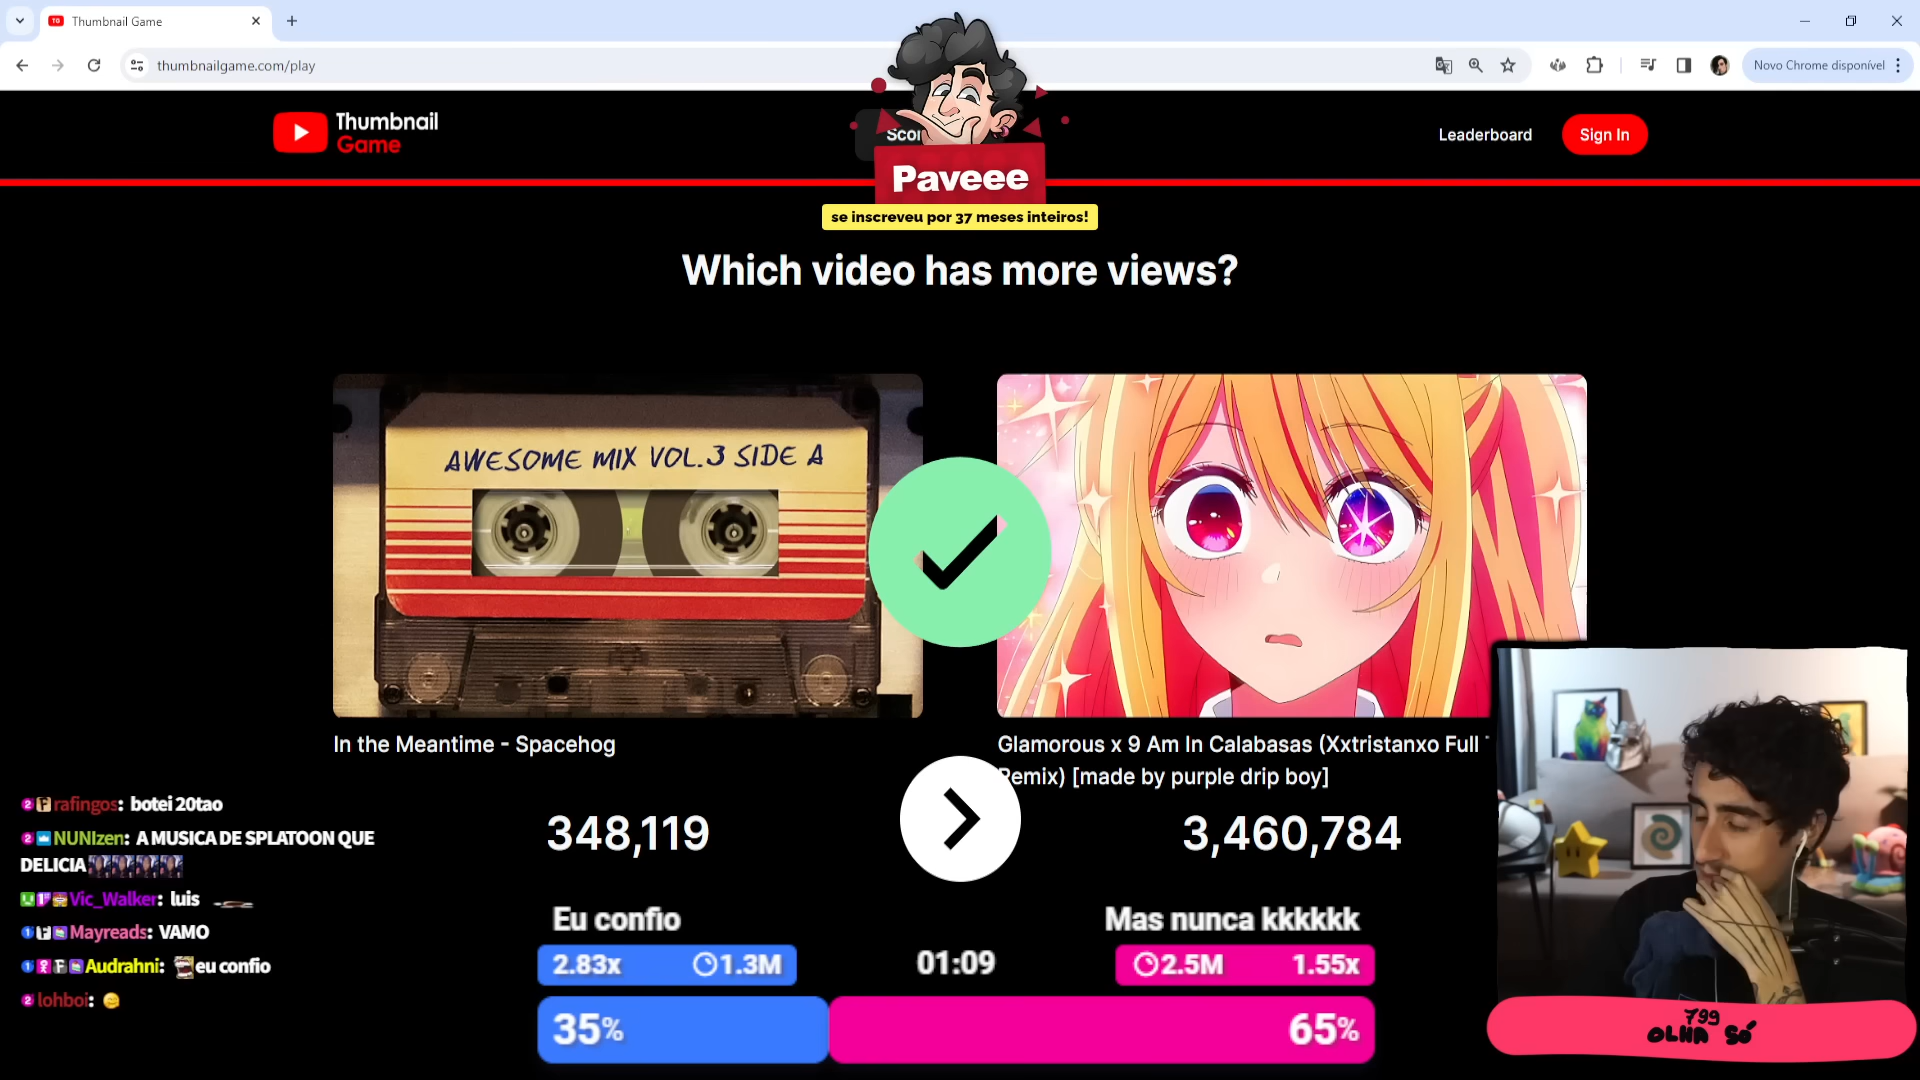 Thumbnail Game
thumbnailgame.com/play
Novo Chrome disponível
Thumbnail
Game
Leaderboard
Sign In
Paveee
se inscreveu por 37 meses inteiros!
Which video has more views?
AWESOME MIX VOL.3 SIDE A
In the Meantime - Spacehog
Glamorous x 9 Am In Calabasas (Xxtristanxo Full
Remix) [made by purple drip boy]
348,119
3,460,784
rafingos: botei 20tao
NUNIzen: A MUSICA DE SPLATOON QUE
DELICIA
Vic_Walker: luis
Mayreads: VAMO
Audrahni: eu confio
lohboi:
Eu confio
Mas nunca kkkkkk
2.83x
1.3M
01:09
2.5M
1.55x
35%
65%
799
OLHA SÓ